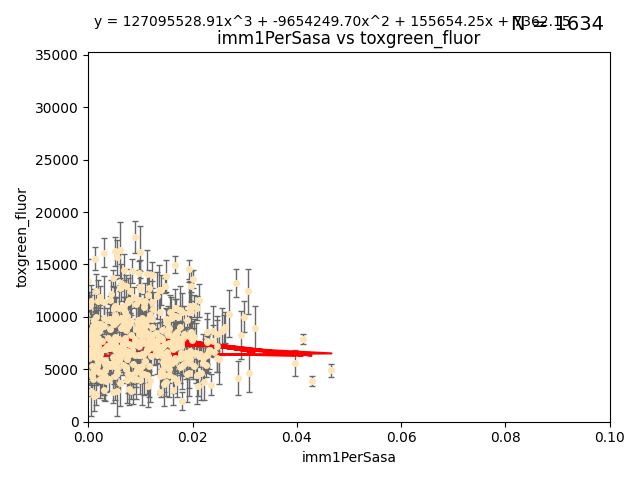 y = 127095528.91x^3 + -9654249.70x^2 + 155654.25x + 7362.15
N = 1634
imm1PerSasa vs toxgreen_fluor
35000
30000
25000
20000
15000
10000
5000
0
toxgreen_fluor
0.00
0.02
0.04
0.06
0.08
0.10
imm1PerSasa